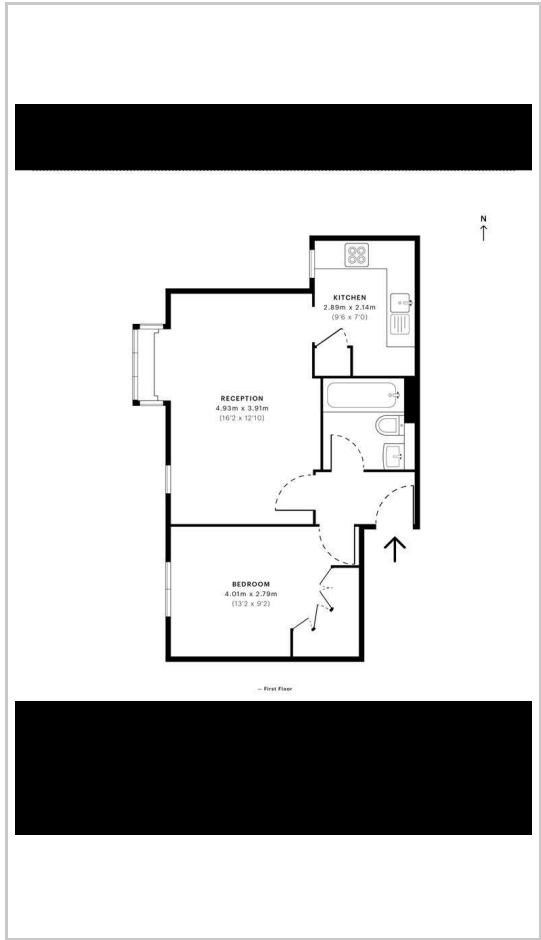 N
KITCHEN
2.89m x 2.14m
(9'6 x 7'0)
RECEPTION
4.93m x 3.91m
(16'2 x 12'10)
BEDROOM
4.01m x 2.79m
(13'2 x 9'2)
— First Floor